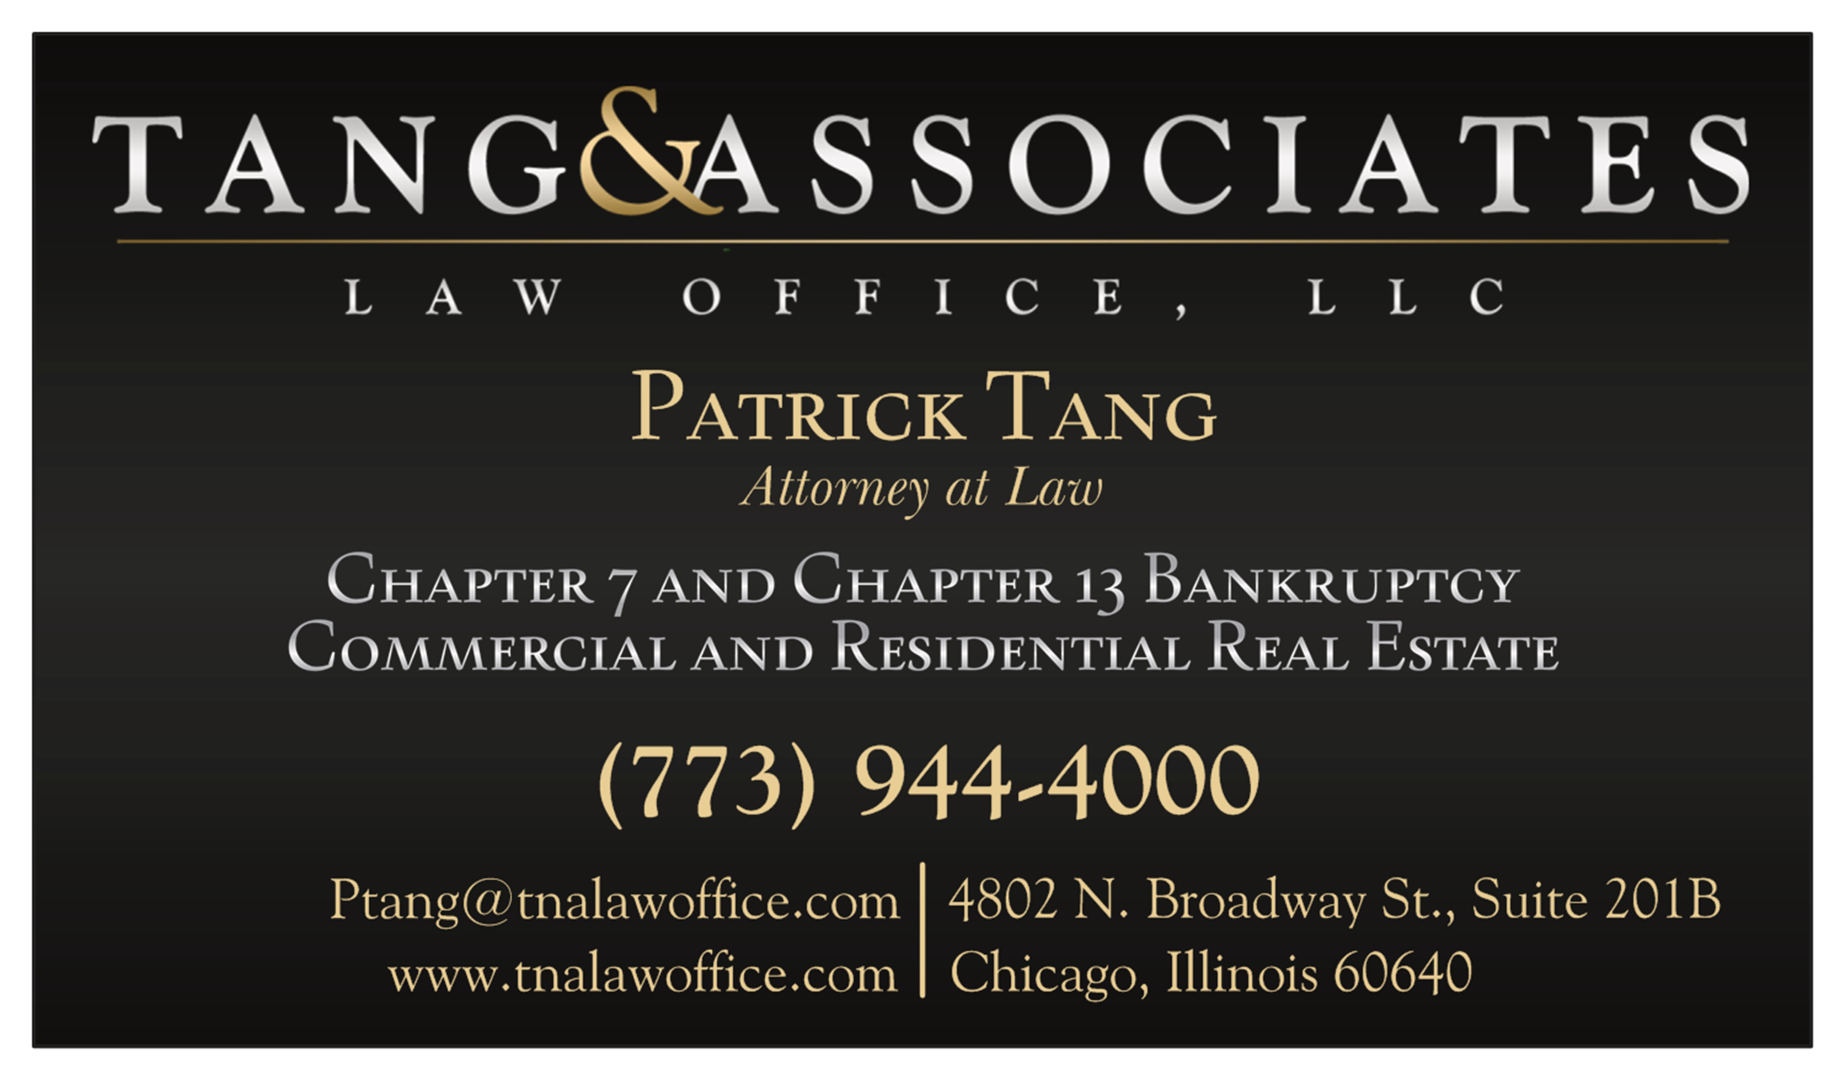 TANG&ASSOCIATES
LAW OFFICE, LLC
PATRICK TANG
Attorney at Law
CHAPTER 7 AND CHAPTER 13 BANKRUPTCY
COMMERCIAL AND RESIDENTIAL REAL ESTATE
(773) 944-4000
Ptang@tnalawoffice.com
www.tnalawoffice.com
4802 N. Broadway St., Suite 201B
Chicago, Illinois 60640